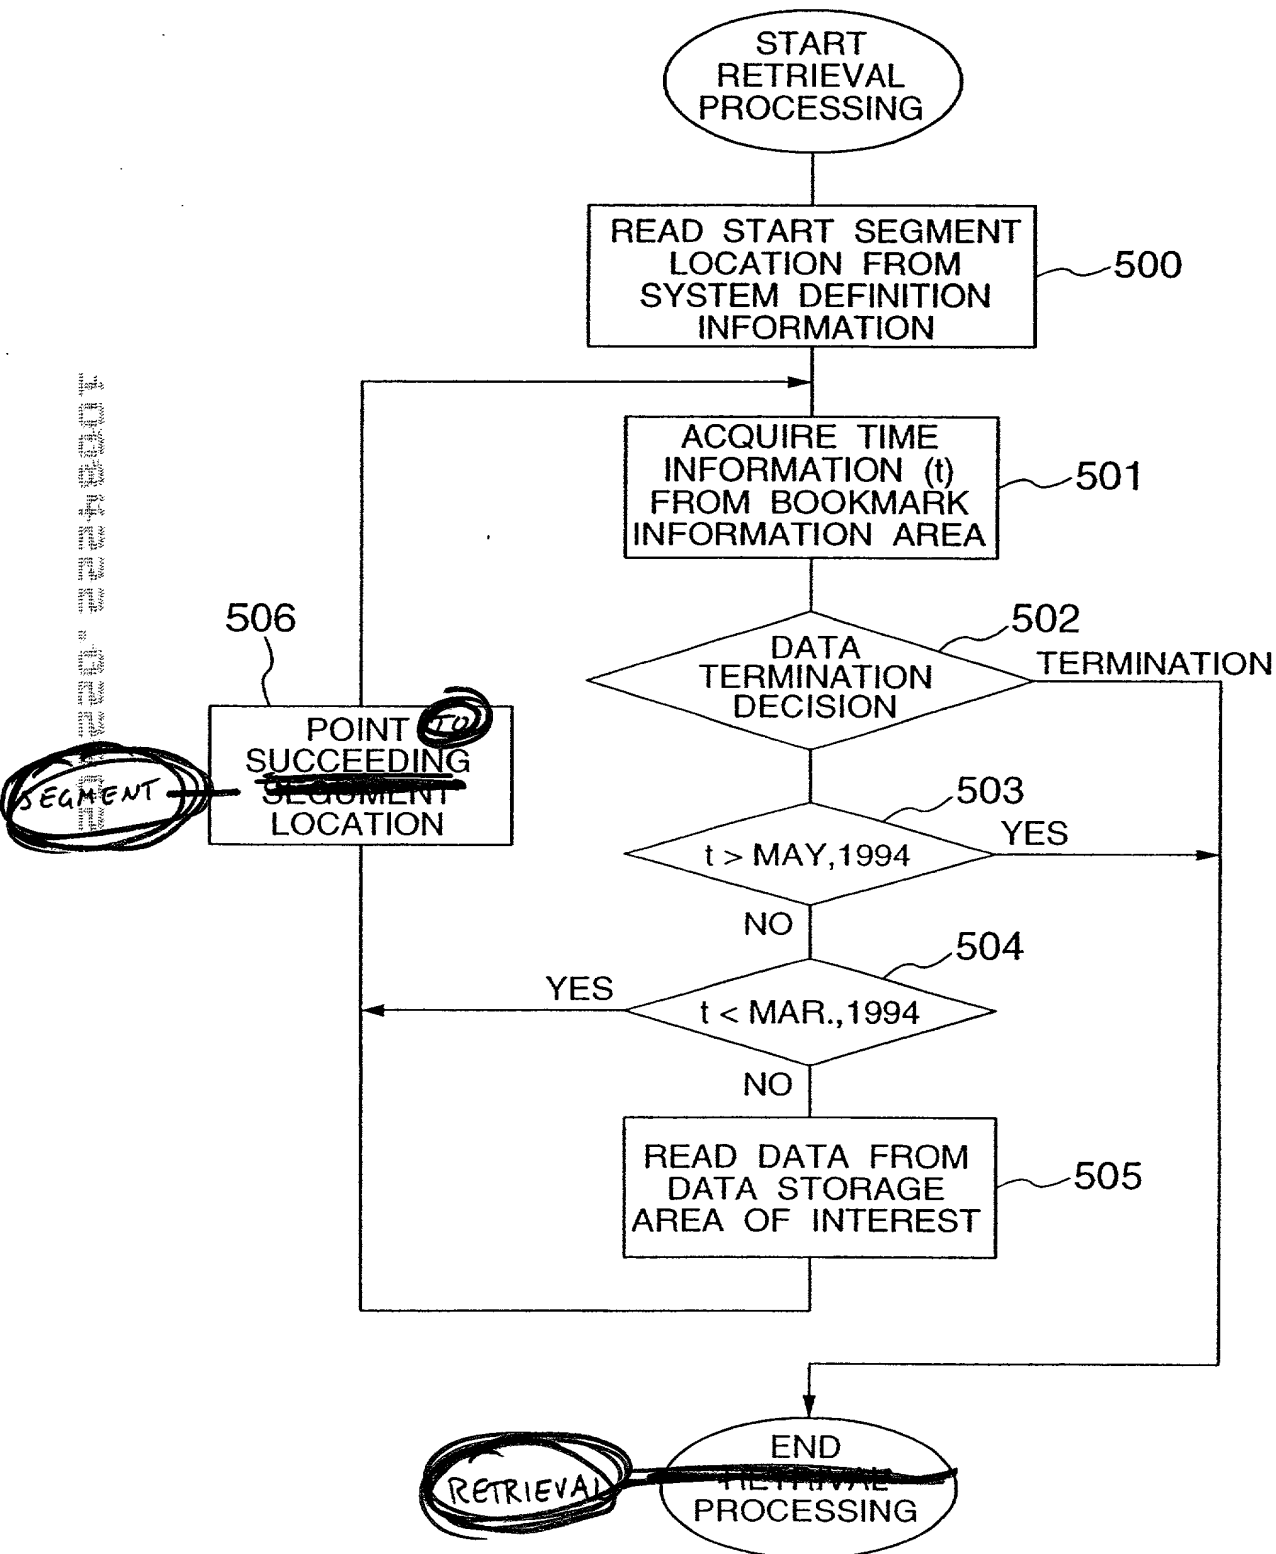 START
RETRIEVAL
PROCESSING
READ START SEGMENT
LOCATION FROM
SYSTEM DEFINITION
INFORMATION
500
ACQUIRE TIME
INFORMATION (t)
FROM BOOKMARK
INFORMATION AREA
501
506
POINT TO
SUCCEEDING
SEGUMENT
LOCATION
SEGMENT
DATA
TERMINATION
DECISION
502
TERMINATION
t > MAY,1994
503
YES
NO
t < MAR.,1994
504
YES
NO
READ DATA FROM
DATA STORAGE
AREA OF INTEREST
505
END
RETRIVAL
PROCESSING
RETRIEVAL